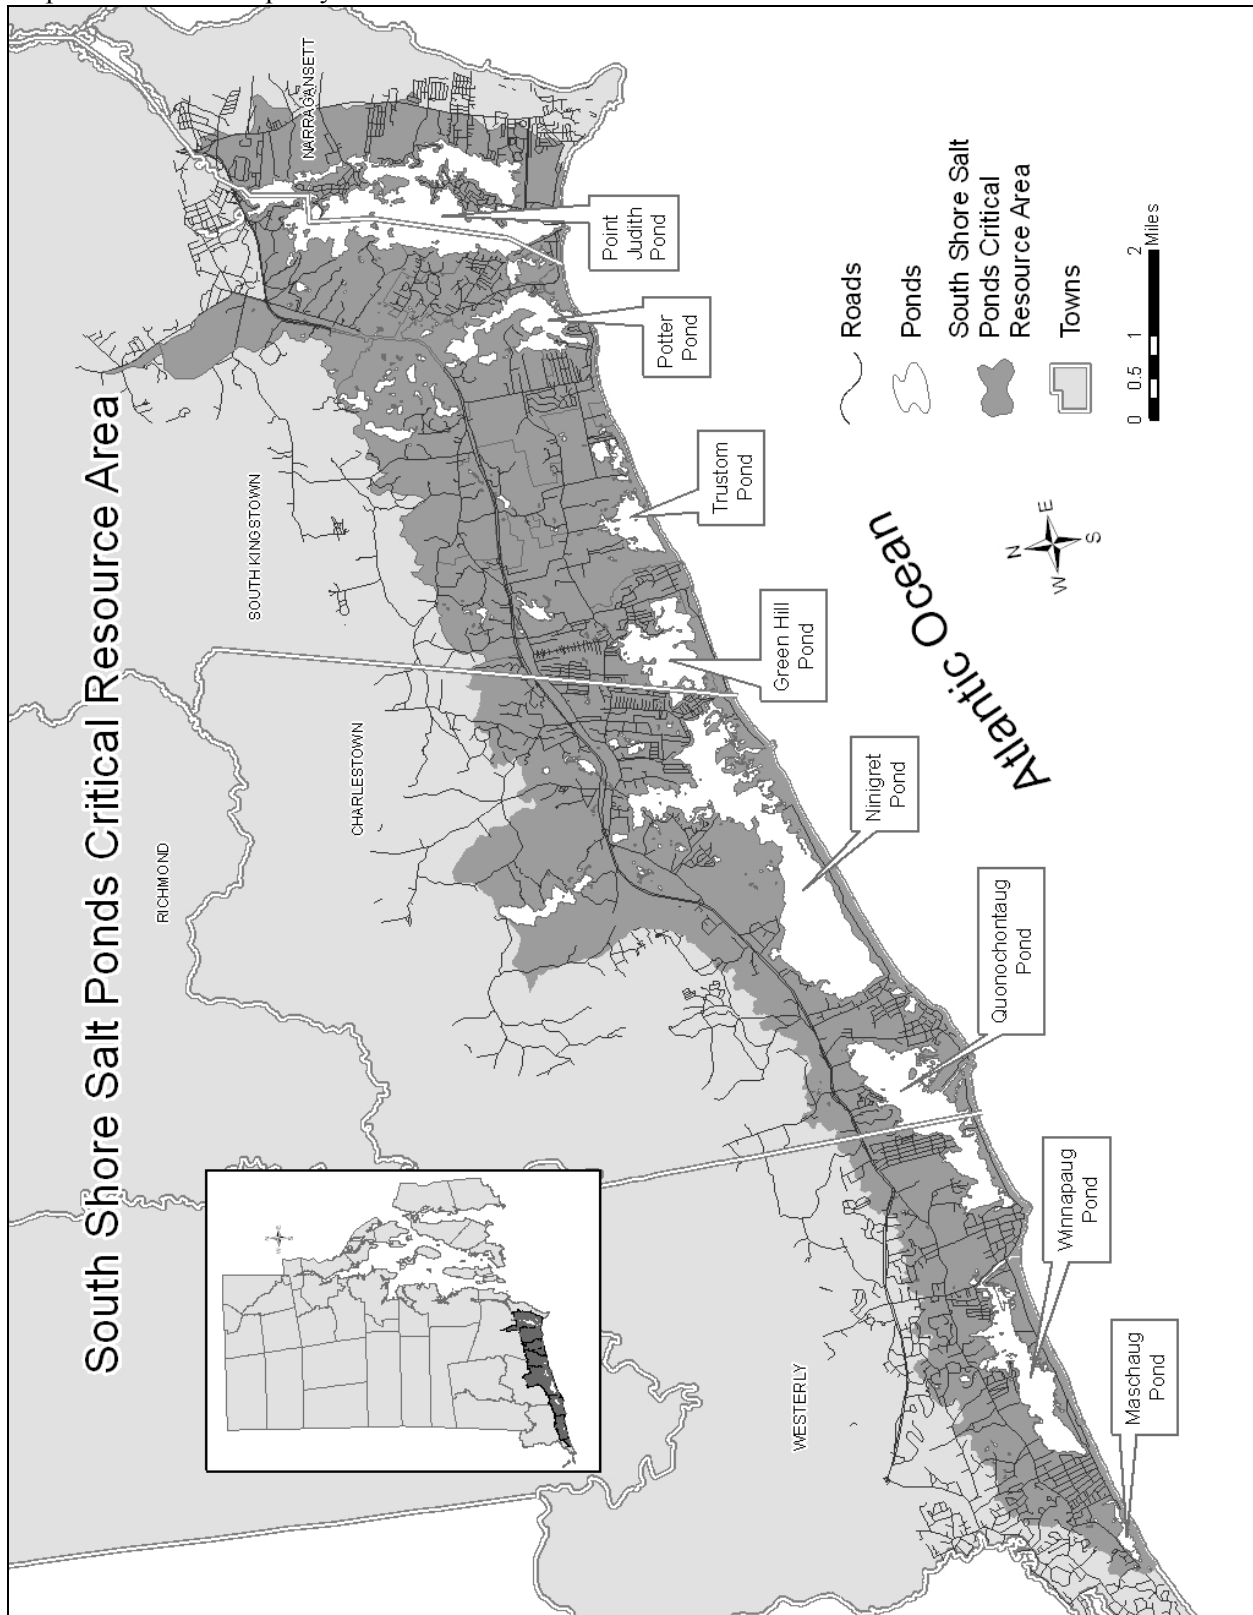 South Shore Salt Ponds Critical Resource Area
RICHMOND
SOUTH KINGSTOWN
NARRAGANSETT
CHARLESTOWN
WESTERLY
Point
Judith
Pond
Potter
Pond
Trustom
Pond
Green Hill
Pond
Ninigret
Pond
Quonochontaug
Pond
Winnapaug
Pond
Maschaug
Pond
Atlantic Ocean
N
W
E
S
Roads
Ponds
South Shore Salt
Ponds Critical
Resource Area
Towns
0 0.5 1 2
Miles